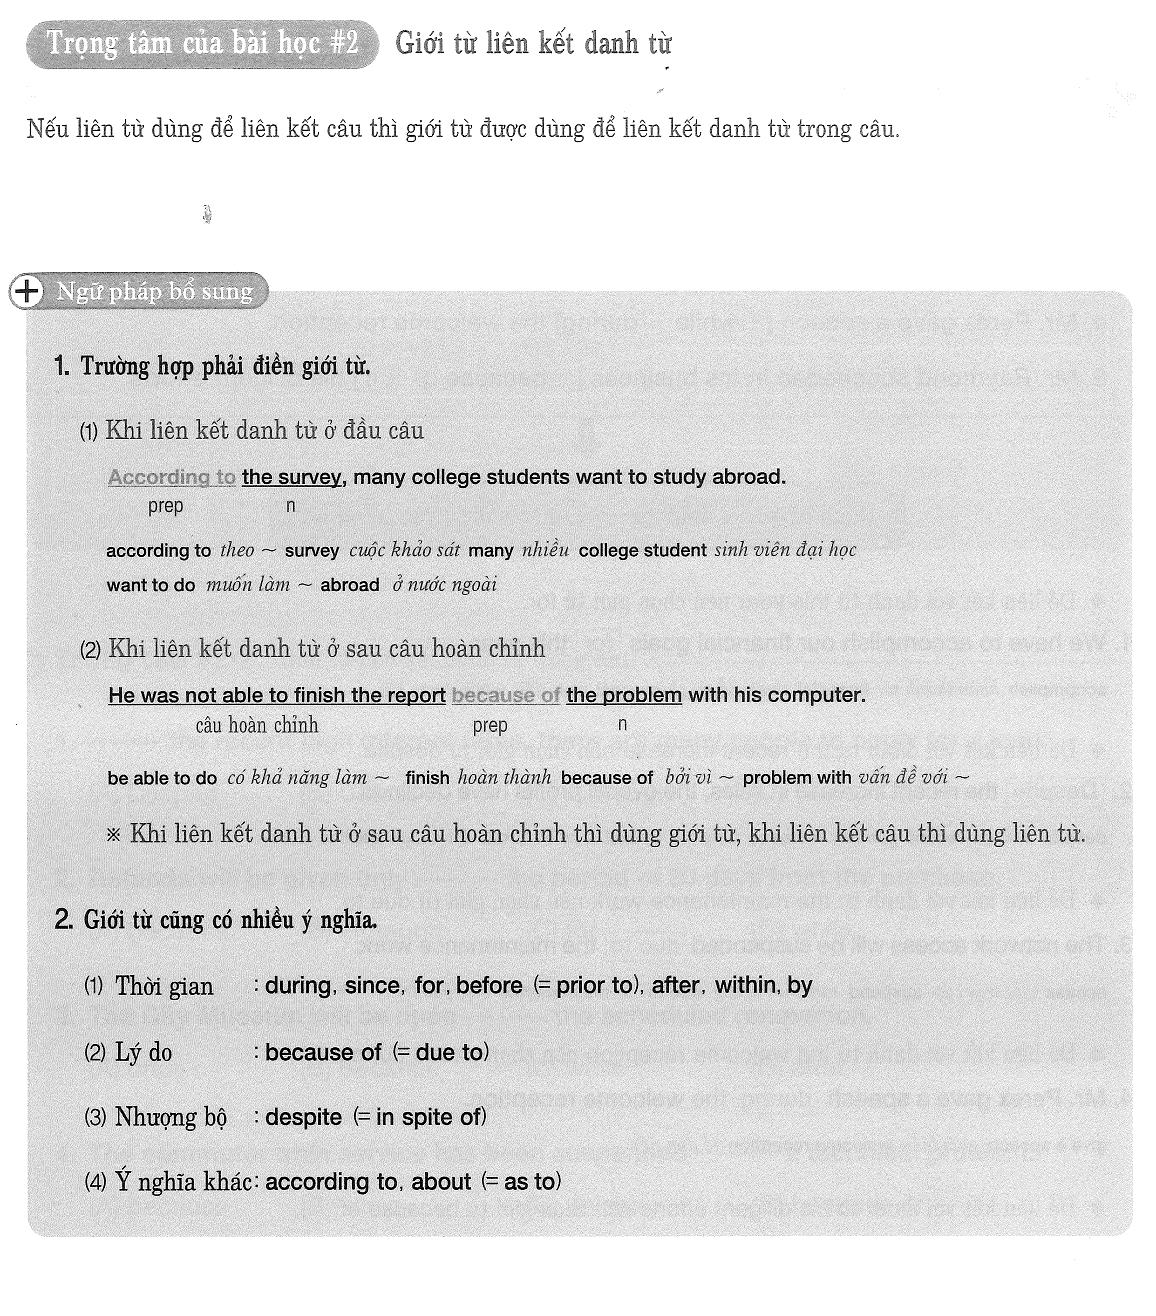 Trọng tâm của bài học #2 Giới từ liên kết danh từ
Nếu liên từ dùng để liên kết câu thì giới từ được dùng để liên kết danh từ trong câu.
+ Ngữ pháp bổ sung
1. Trường hợp phải điền giới từ.
(1) Khi liên kết danh từ ở đầu câu
According to the survey, many college students want to study abroad.
prep n
according to theo ~ survey cuộc khảo sát many nhiều college student sinh viên đại học
want to do muốn làm ~ abroad ở nước ngoài
(2) Khi liên kết danh từ ở sau câu hoàn chỉnh
He was not able to finish the report because of the problem with his computer.
câu hoàn chỉnh prep n
be able to do có khả năng làm ~ finish hoàn thành because of bởi vì ~ problem with vấn đề với ~
※ Khi liên kết danh từ ở sau câu hoàn chỉnh thì dùng giới từ, khi liên kết câu thì dùng liên từ.
2. Giới từ cũng có nhiều ý nghĩa.
(1) Thời gian : during, since, for, before (= prior to), after, within, by
(2) Lý do : because of (= due to)
(3) Nhượng bộ : despite (= in spite of)
(4) Ý nghĩa khác: according to, about (= as to)